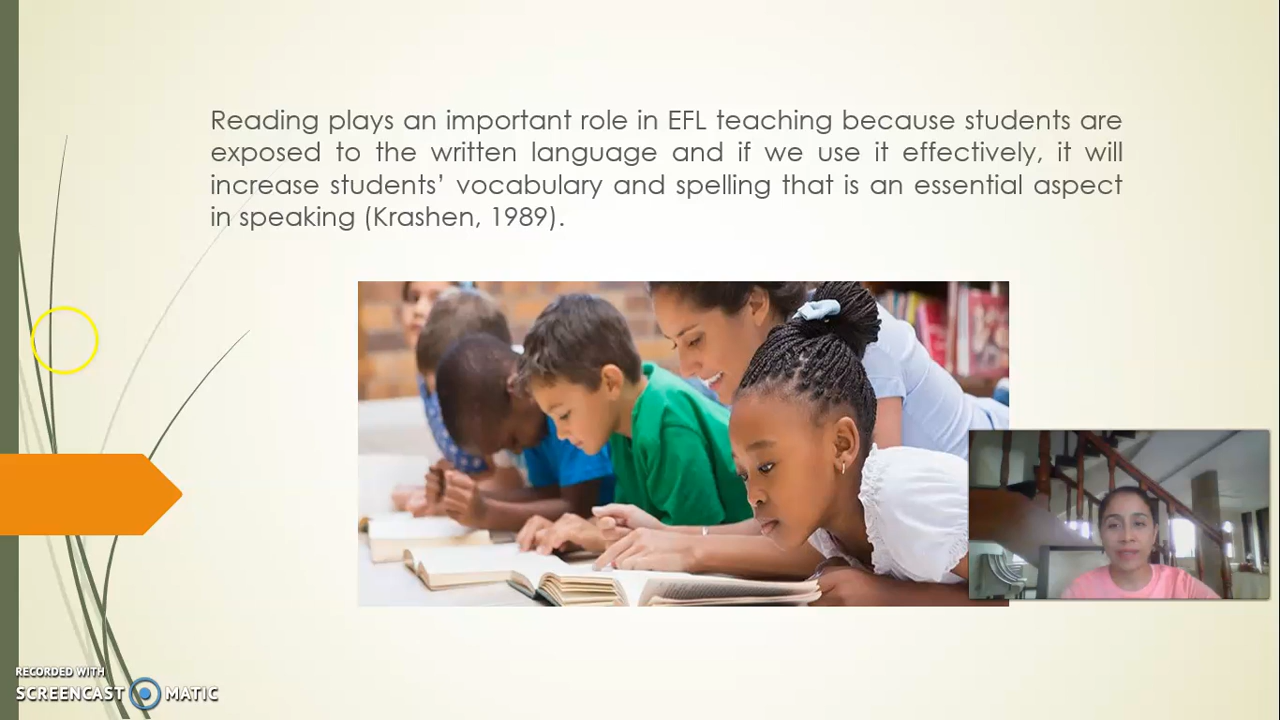 Reading plays an important role in EFL teaching because students are
exposed to the written language and if we use it effectively, it will
increase students’ vocabulary and spelling that is an essential aspect
in speaking (Krashen, 1989).
RECORDED WITH
SCREENCAST MATIC